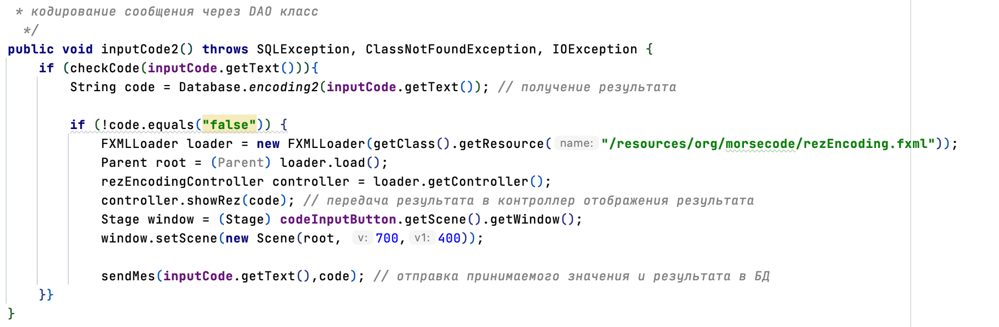 * кодирование сообщения через DAO класс
*/
public void inputCode2() throws SQLException, ClassNotFoundException, IOException {
if (checkCode(inputCode.getText())){
String code = Database.encoding2(inputCode.getText()); // получение результата
if (!code.equals("false")) {
FXMLLoader loader = new FXMLLoader(getClass().getResource( name: "/resources/org/morsecode/rezEncoding.fxml"));
Parent root = (Parent) loader.load();
rezEncodingController controller = loader.getController();
controller.showRez(code); // передача результата в контроллер отображения результата
Stage window = (Stage) codeInputButton.getScene().getWindow();
window.setScene(new Scene(root, v: 700, v1: 400));
sendMes(inputCode.getText(),code); // отправка принимаемого значения и результата в БД
}}
}